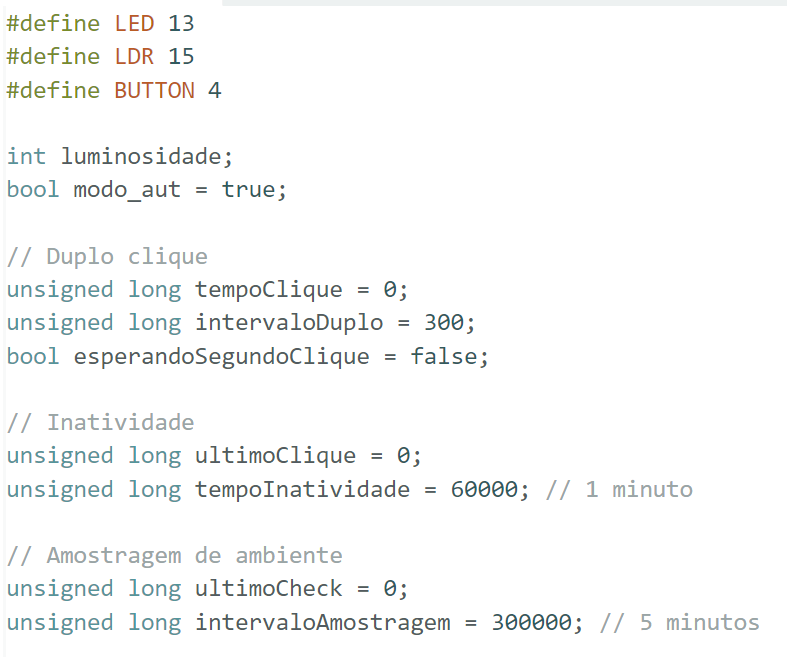 #define LED 13
#define LDR 15
#define BUTTON 4
int luminosidade;
bool modo_aut = true;
// Duplo clique
unsigned long tempoClique = 0;
unsigned long intervaloDuplo = 300;
bool esperandoSegundoClique = false;
// Inatividade
unsigned long ultimoClique = 0;
unsigned long tempoInatividade = 60000; // 1 minuto
// Amostragem de ambiente
unsigned long ultimoCheck = 0;
unsigned long intervaloAmostragem = 300000; // 5 minutos